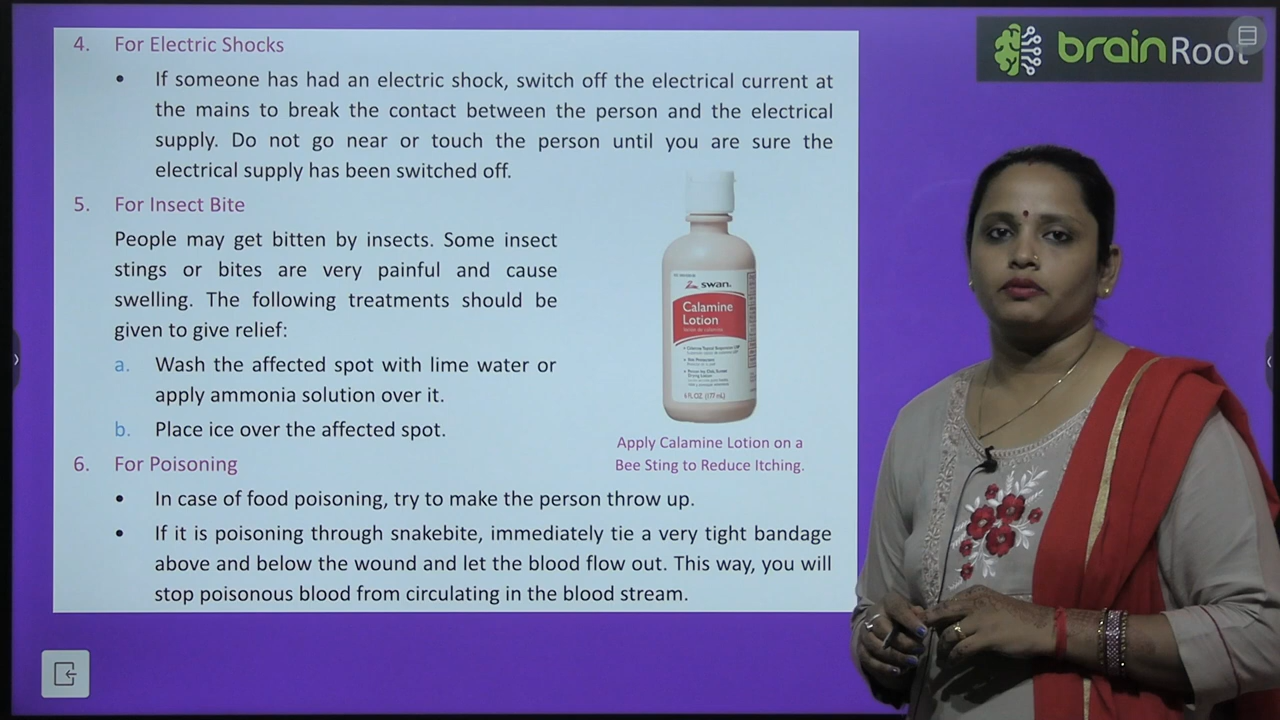 brainRoot
4. For Electric Shocks
• If someone has had an electric shock, switch off the electrical current at
the mains to break the contact between the person and the electrical
supply. Do not go near or touch the person until you are sure the
electrical supply has been switched off.
5. For Insect Bite
People may get bitten by insects. Some insect
stings or bites are very painful and cause
swelling. The following treatments should be
given to give relief:
a. Wash the affected spot with lime water or
apply ammonia solution over it.
b. Place ice over the affected spot.
swan
Calamine
Lotion
6 FL OZ. (177 mL)
Apply Calamine Lotion on a
Bee Sting to Reduce Itching.
6. For Poisoning
• In case of food poisoning, try to make the person throw up.
• If it is poisoning through snakebite, immediately tie a very tight bandage
above and below the wound and let the blood flow out. This way, you will
stop poisonous blood from circulating in the blood stream.